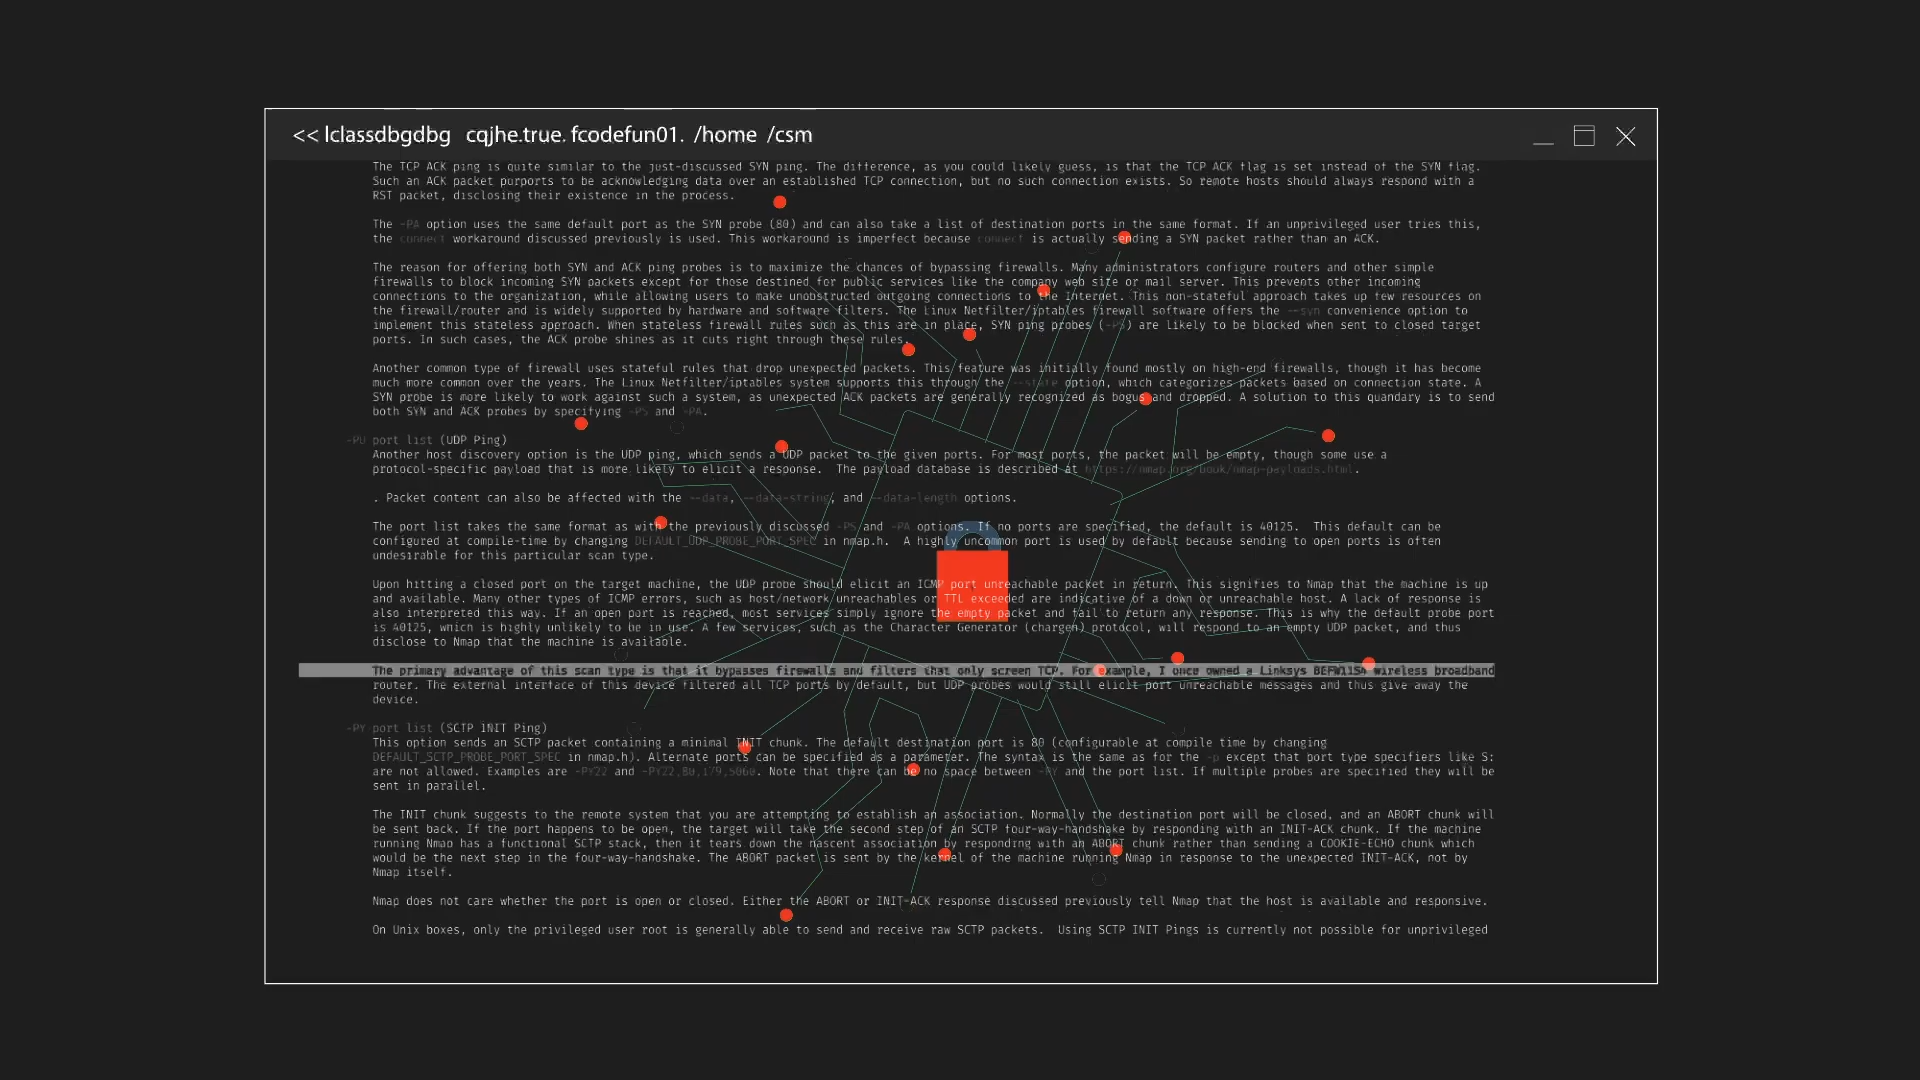 << lclassdbgdbg cqjhe.true. fcodefun01. /home /csm
The TCP ACK ping is quite similar to the just-discussed SYN ping. The difference, as you could likely guess, is that the TCP ACK flag is set instead of the SYN flag.
Such an ACK packet purports to be acknowledging data over an established TCP connection, but no such connection exists. So remote hosts should always respond with a
RST packet, disclosing their existence in the process.
The -PA option uses the same default port as the SYN probe (80) and can also take a list of destination ports in the same format. If an unprivileged user tries this,
the connect workaround discussed previously is used. This workaround is imperfect because connect is actually sending a SYN packet rather than an ACK.
The reason for offering both SYN and ACK ping probes is to maximize the chances of bypassing firewalls. Many administrators configure routers and other simple
firewalls to block incoming SYN packets except for those destined for public services like the company web site or mail server. This prevents other incoming
connections to the organization, while allowing users to make unobstructed outgoing connections to the Internet. This non-stateful approach takes up few resources on
the firewall/router and is widely supported by hardware and software filters. The Linux Netfilter/iptables firewall software offers the --syn convenience option to
implement this stateless approach. When stateless firewall rules such as this are in place, SYN ping probes (-PS) are likely to be blocked when sent to closed target
ports. In such cases, the ACK probe shines as it cuts right through these rules.
Another common type of firewall uses stateful rules that drop unexpected packets. This feature was initially found mostly on high-end firewalls, though it has become
much more common over the years. The Linux Netfilter/iptables system supports this through the --state option, which categorizes packets based on connection state. A
SYN probe is more likely to work against such a system, as unexpected ACK packets are generally recognized as bogus and dropped. A solution to this quandary is to send
both SYN and ACK probes by specifying -PS and -PA.
-PU port list (UDP Ping)
Another host discovery option is the UDP ping, which sends a UDP packet to the given ports. For most ports, the packet will be empty, though some use a
protocol-specific payload that is more likely to elicit a response.  The payload database is described at https://nmap.org/book/nmap-payloads.html.
. Packet content can also be affected with the --data, --data-string, and --data-length options.
The port list takes the same format as with the previously discussed -PS and -PA options. If no ports are specified, the default is 40125.  This default can be
configured at compile-time by changing DEFAULT_UDP_PROBE_PORT_SPEC in nmap.h.  A highly uncommon port is used by default because sending to open ports is often
undesirable for this particular scan type.
Upon hitting a closed port on the target machine, the UDP probe should elicit an ICMP port unreachable packet in return. This signifies to Nmap that the machine is up
and available. Many other types of ICMP errors, such as host/network unreachables or TTL exceeded are indicative of a down or unreachable host. A lack of response is
also interpreted this way. If an open port is reached, most services simply ignore the empty packet and fail to return any response. This is why the default probe port
is 40125, which is highly unlikely to be in use. A few services, such as the Character Generator (chargen) protocol, will respond to an empty UDP packet, and thus
disclose to Nmap that the machine is available.
The primary advantage of this scan type is that it bypasses firewalls and filters that only screen TCP. For example, I once owned a Linksys BEFW11S4 wireless broadband
router. The external interface of this device filtered all TCP ports by default, but UDP probes would still elicit port unreachable messages and thus give away the
device.
-PY port list (SCTP INIT Ping)
This option sends an SCTP packet containing a minimal INIT chunk. The default destination port is 80 (configurable at compile time by changing
DEFAULT_SCTP_PROBE_PORT_SPEC in nmap.h). Alternate ports can be specified as a parameter. The syntax is the same as for the -p except that port type specifiers like S:
are not allowed. Examples are -PY22 and -PY22,80,179,5060. Note that there can be no space between -PY and the port list. If multiple probes are specified they will be
sent in parallel.
The INIT chunk suggests to the remote system that you are attempting to establish an association. Normally the destination port will be closed, and an ABORT chunk will
be sent back. If the port happens to be open, the target will take the second step of an SCTP four-way-handshake by responding with an INIT-ACK chunk. If the machine
running Nmap has a functional SCTP stack, then it tears down the nascent association by responding with an ABORT chunk rather than sending a COOKIE-ECHO chunk which
would be the next step in the four-way-handshake. The ABORT packet is sent by the kernel of the machine running Nmap in response to the unexpected INIT-ACK, not by
Nmap itself.
Nmap does not care whether the port is open or closed. Either the ABORT or INIT-ACK response discussed previously tell Nmap that the host is available and responsive.
On Unix boxes, only the privileged user root is generally able to send and receive raw SCTP packets.  Using SCTP INIT Pings is currently not possible for unprivileged